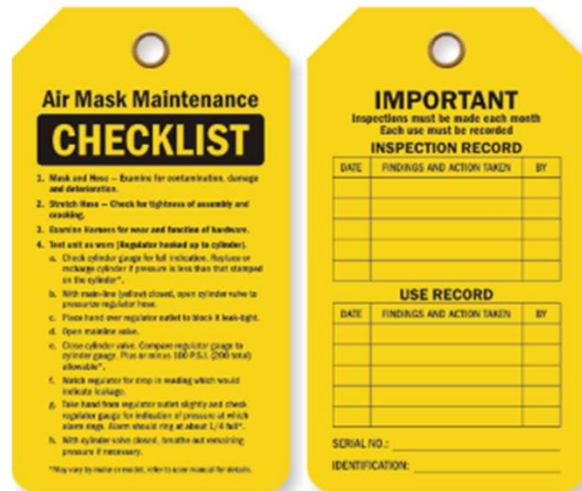 Air Mask Maintenance
CHECKLIST
1. Mask and Hose – Examine for contamination, damage
and deterioration.
2. Stretch Hose – Check for tightness of assembly and
cracking.
3. Examine Harness for wear and function of hardware.
4. Test unit as worn (Regulator hooked up to cylinder).
a. Check cylinder gauge for full indication. Replace or
recharge cylinder if pressure is less than that stamped
on the cylinder*.
b. With main-line (yellow) closed, open cylinder valve to
pressurize regulator hose.
c. Place hand over regulator outlet to block it leak-tight.
d. Open mainline valve.
e. Close cylinder valve. Compare regulator gauge to
cylinder gauge. Plus or minus 100 P.S.I. (200 total)
allowable*.
f. Watch regulator for drop in reading which would
indicate leakage.
g. Take hand from regulator outlet slightly and check
regulator gauge for indication of pressure at which
alarm rings. Alarm should ring at about 1/4 full*.
h. With cylinder valve closed, breathe out remaining
pressure if necessary.
*May vary by make or model, refer to user manual for details.
IMPORTANT
Inspections must be made each month
Each use must be recorded
INSPECTION RECORD
DATE FINDINGS AND ACTION TAKEN BY
USE RECORD
DATE FINDINGS AND ACTION TAKEN BY
SERIAL NO.:
IDENTIFICATION: